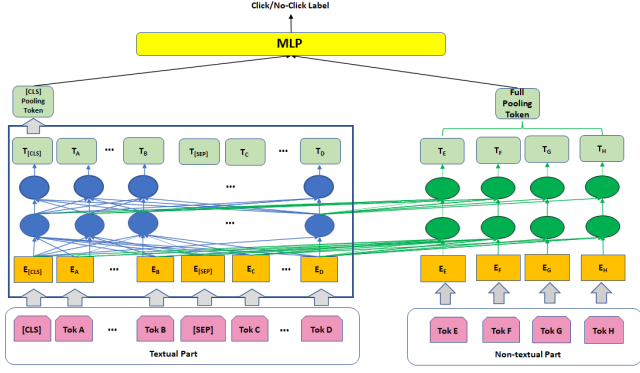 Click/No-Click Label
MLP
[CLS]
Pooling
Token
Full
Pooling
Token
T[CLS] TA ... TB T[SEP] TC ... TD TE TF TG TH
...
...
E[CLS] EA ... EB E[SEP] EC ... ED EE EF EG EH
[CLS] Tok A ... Tok B [SEP] Tok C ... Tok D Tok E Tok F Tok G Tok H
Textual Part Non-textual Part